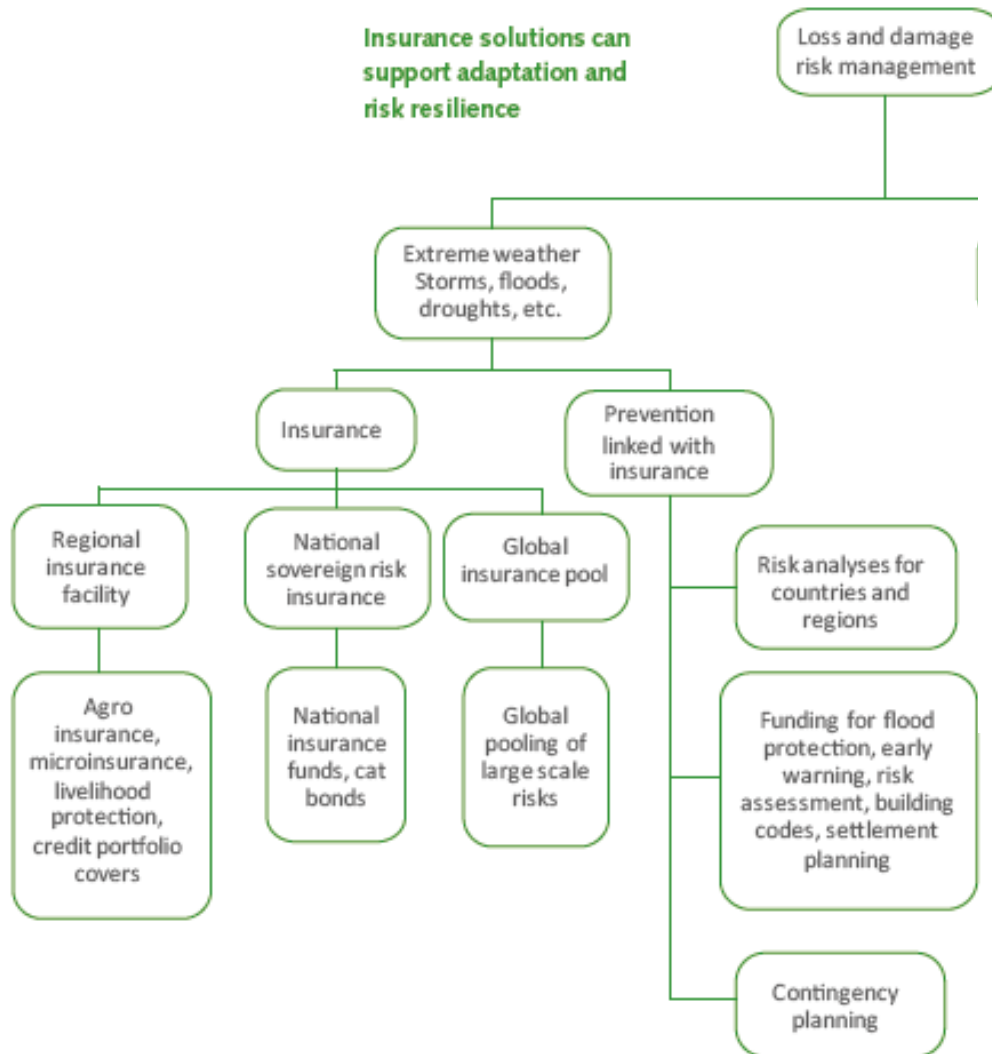 Insurance solutions can
support adaptation and
risk resilience
Loss and damage
risk management
Extreme weather
Storms, floods,
droughts, etc.
Insurance
Prevention
linked with
insurance
Regional
insurance
facility
National
sovereign risk
insurance
Global
insurance pool
Risk analyses for
countries and
regions
Agro
insurance,
microinsurance,
livelihood
protection,
credit portfolio
covers
National
insurance
funds, cat
bonds
Global
pooling of
large scale
risks
Funding for flood
protection, early
warning, risk
assessment, building
codes, settlement
planning
Contingency
planning